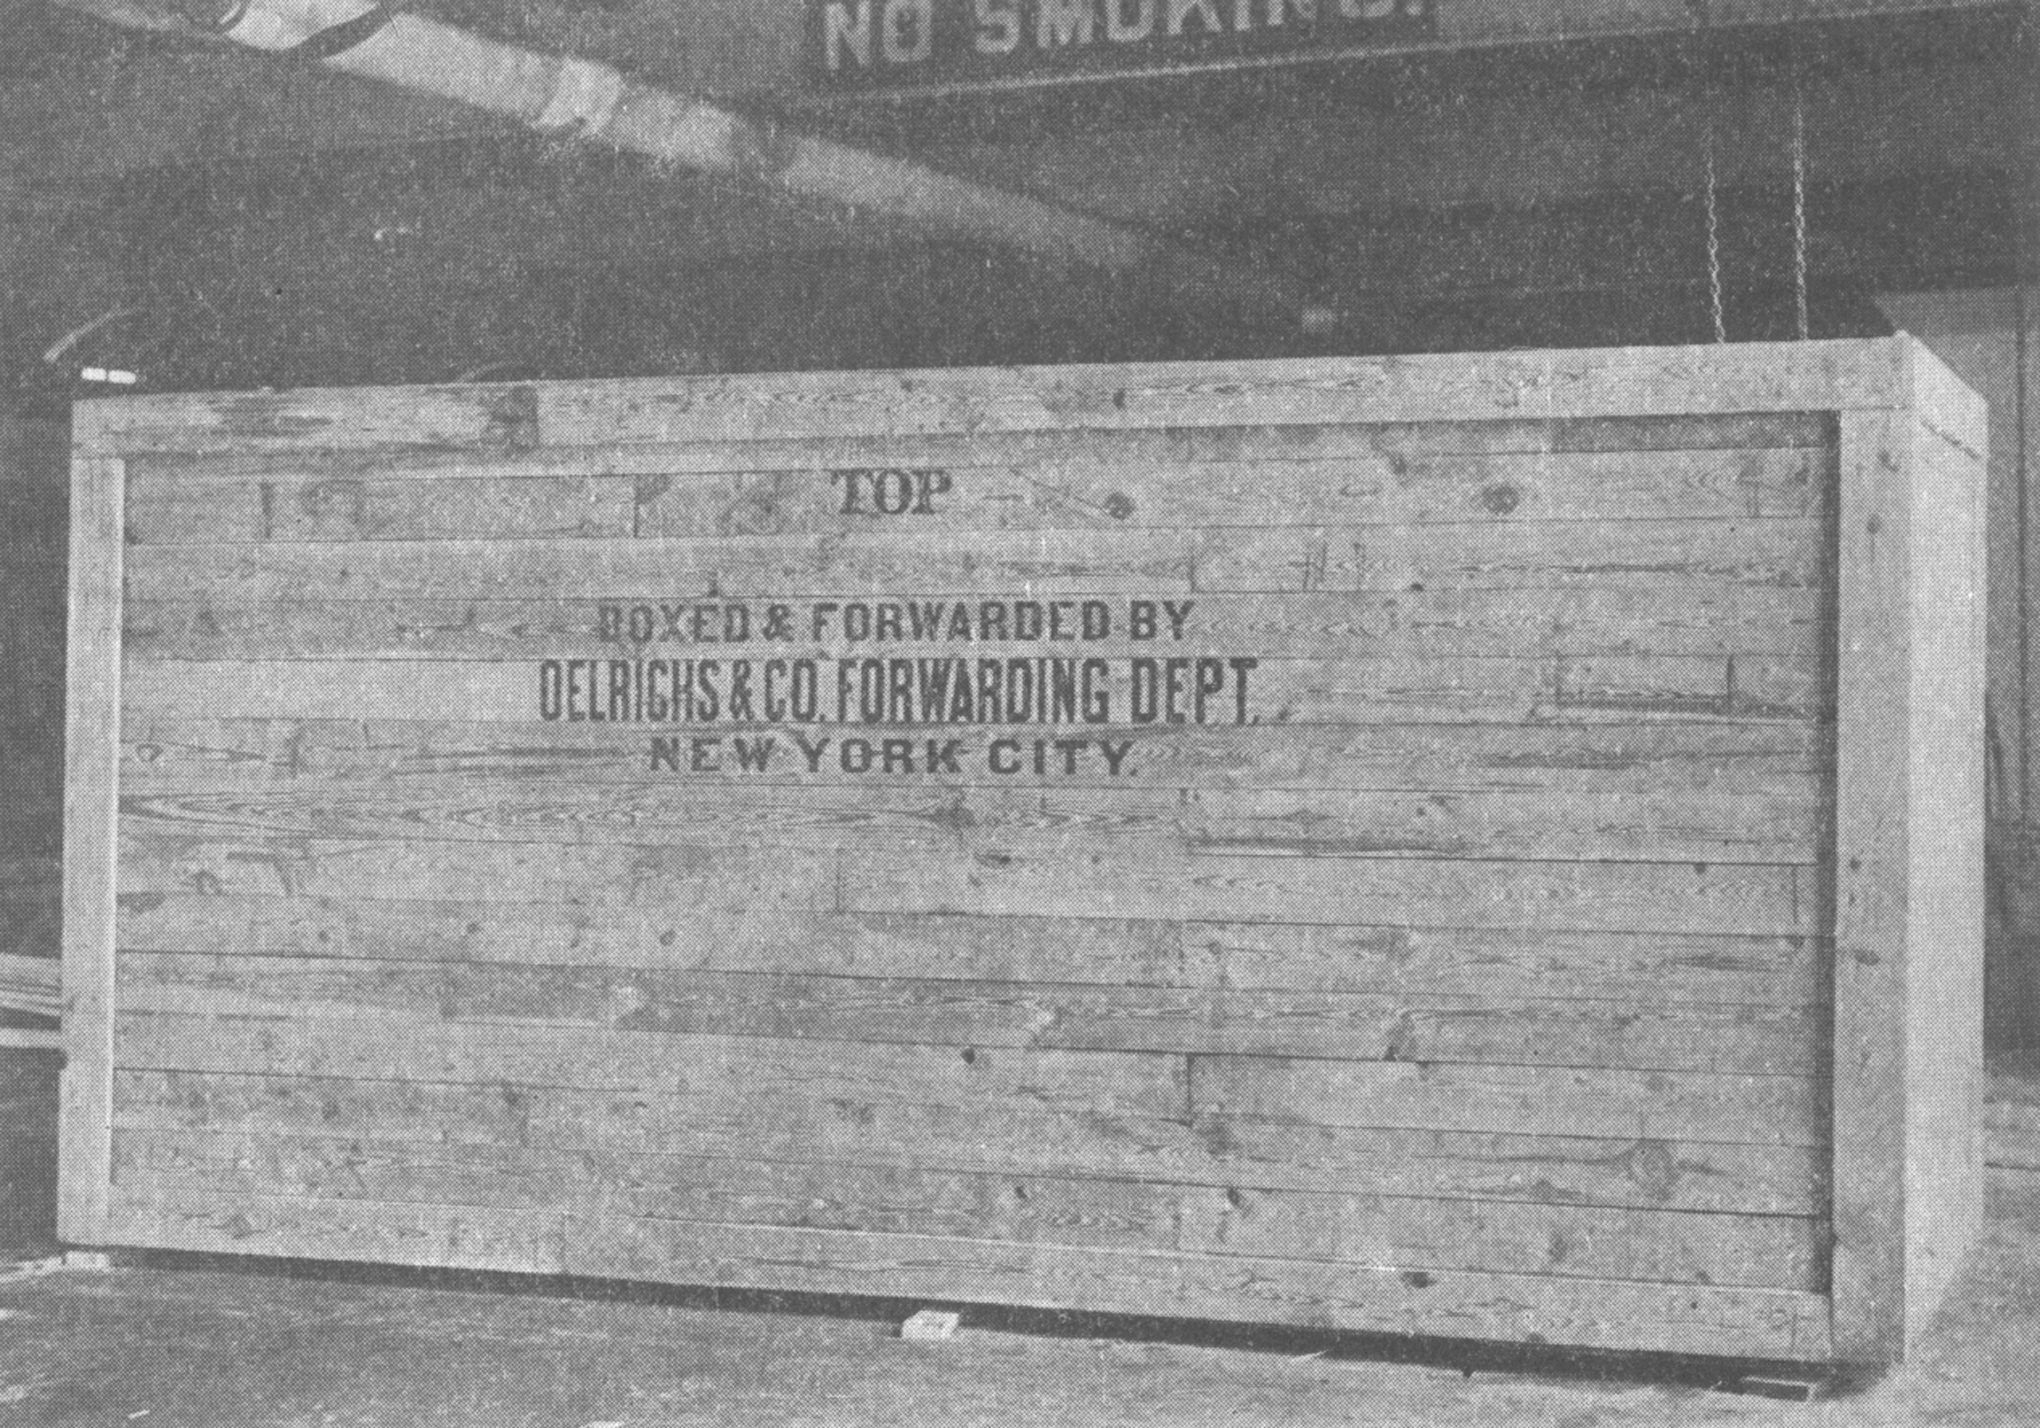 NO SMOKING.
TOP
BOXED & FORWARDED BY
OELRICHS & CO. FORWARDING DEPT.
NEW YORK CITY.